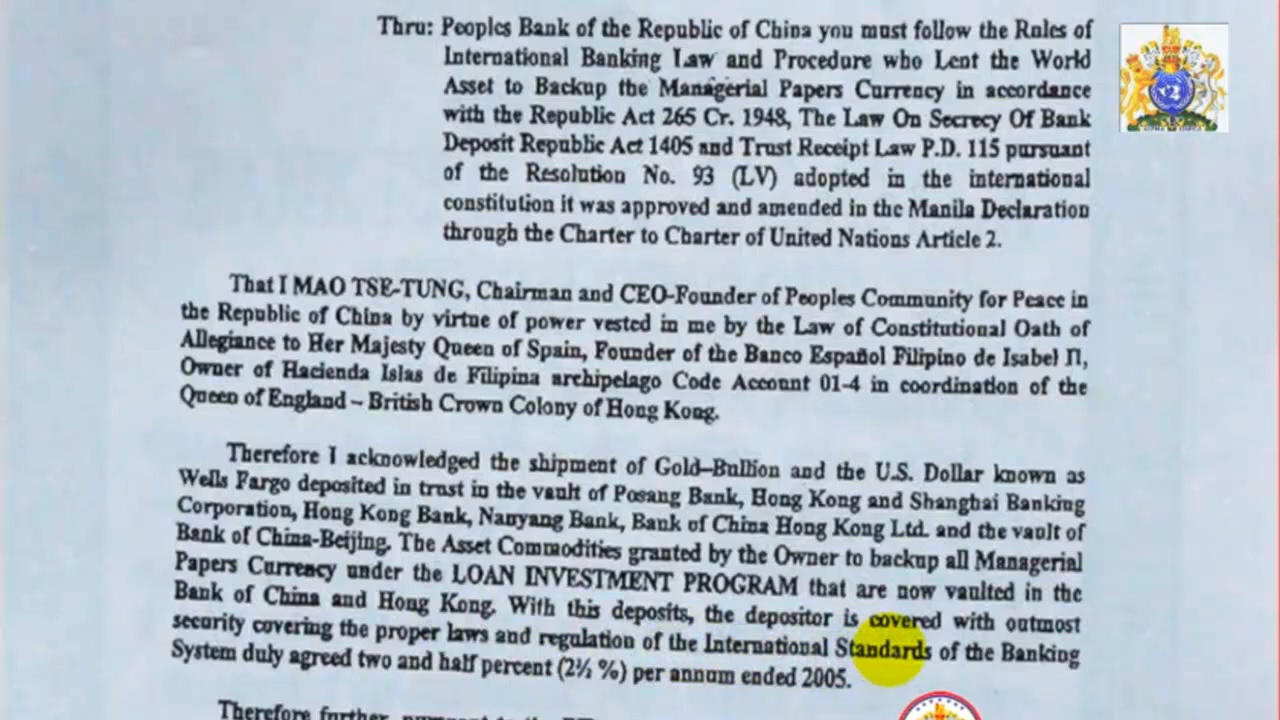 Thru: Peoples Bank of the Republic of China you must follow the Rules of
International Banking Law and Procedure who Lent the World
Asset to Backup the Managerial Papers Currency in accordance
with the Republic Act 265 Cr. 1948, The Law On Secrecy Of Bank
Deposit Republic Act 1405 and Trust Receipt Law P.D. 115 pursuant
of the Resolution No. 93 (LV) adopted in the international
constitution it was approved and amended in the Manila Declaration
through the Charter to Charter of United Nations Article 2.
That I MAO TSE-TUNG, Chairman and CEO-Founder of Peoples Community for Peace in
the Republic of China by virtue of power vested in me by the Law of Constitutional Oath of
Allegiance to Her Majesty Queen of Spain, Founder of the Banco Español Filipino de Isabel II,
Owner of Hacienda Islas de Filipina archipelago Code Account 01-4 in coordination of the
Queen of England – British Crown Colony of Hong Kong.
Therefore I acknowledged the shipment of Gold–Bullion and the U.S. Dollar known as
Wells Fargo deposited in trust in the vault of Posang Bank, Hong Kong and Shanghai Banking
Corporation, Hong Kong Bank, Nanyang Bank, Bank of China Hong Kong Ltd. and the vault of
Bank of China-Beijing. The Asset Commodities granted by the Owner to backup all Managerial
Papers Currency under the LOAN INVESTMENT PROGRAM that are now vaulted in the
Bank of China and Hong Kong. With this deposits, the depositor is covered with outmost
security covering the proper laws and regulation of the International Standards of the Banking
System duly agreed two and half percent (2½ %) per annum ended 2005.
Therefore further, pursuant to the